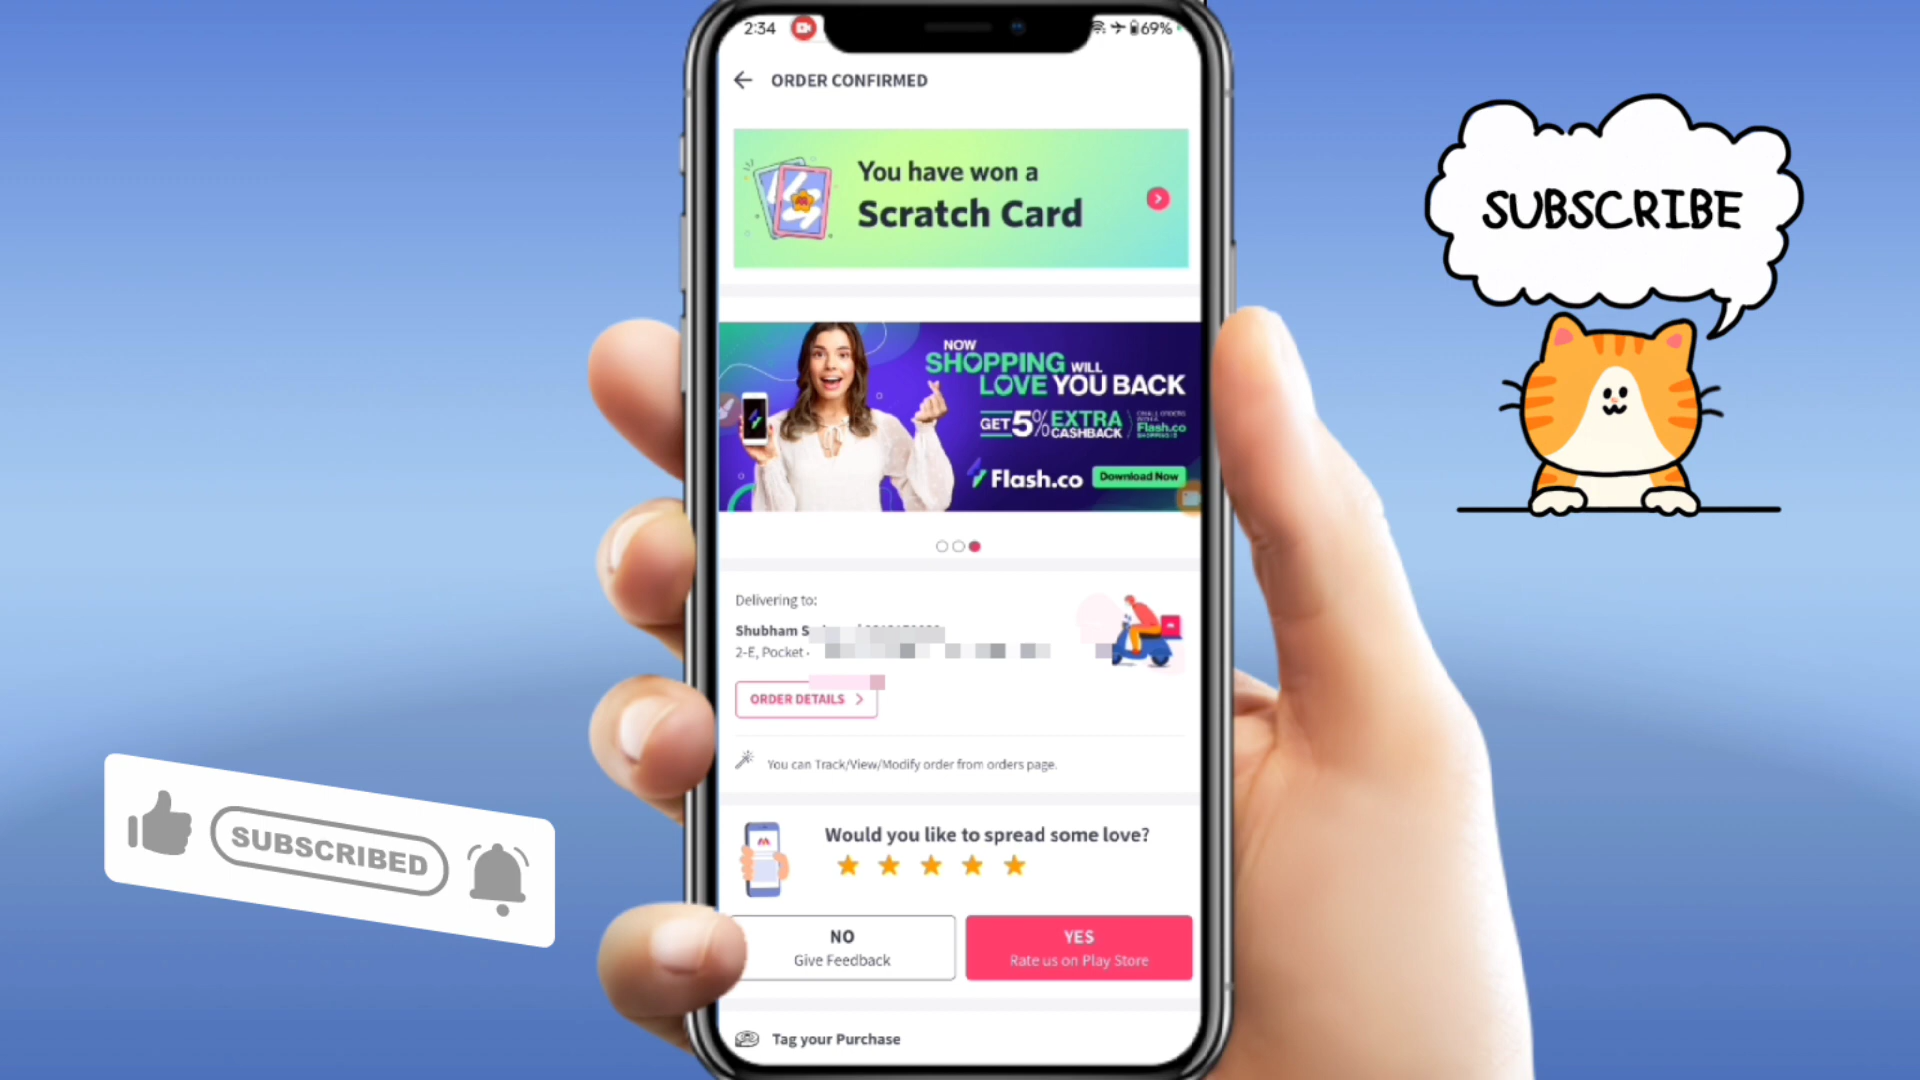 2:34
69%
ORDER CONFIRMED
You have won a
Scratch Card
NOW
SHOPPING WILL
LOVE YOU BACK
GET 5% EXTRA
CASHBACK
Flash.co
Flash.co
Download Now
Delivering to:
Shubham
2-E, Pocket
ORDER DETAILS
You can Track/View/Modify order from orders page.
Would you like to spread some love?
NO
Give Feedback
YES
Rate us on Play Store
Tag your Purchase
SUBSCRIBE
SUBSCRIBED